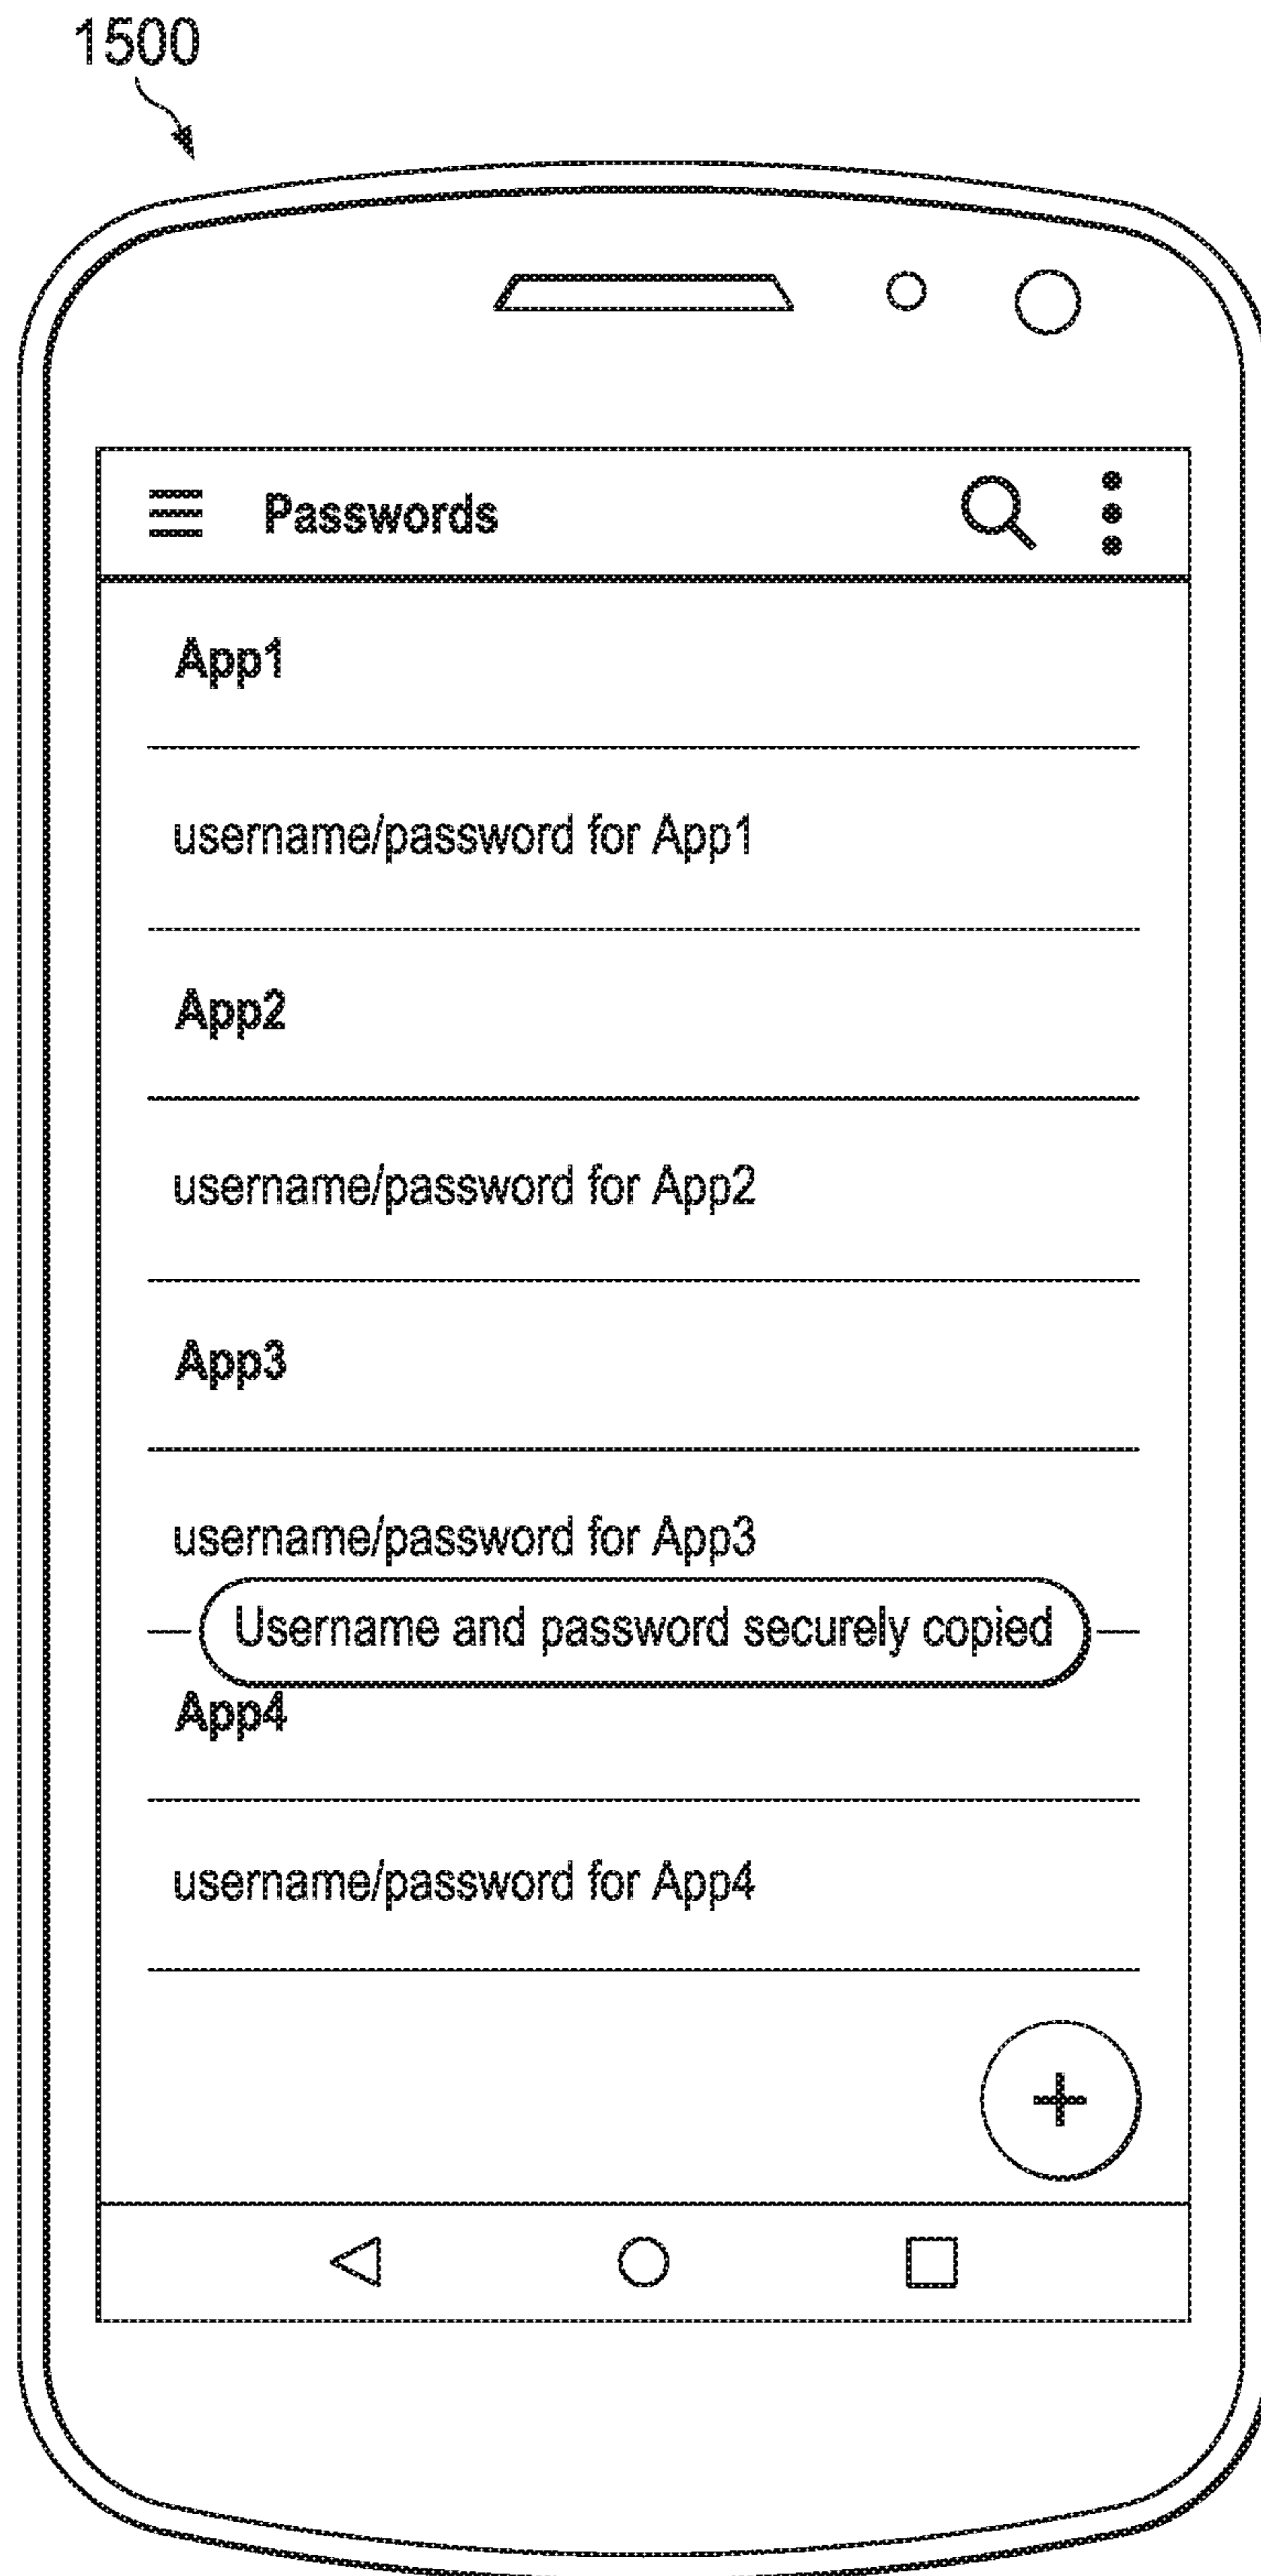 1500
Passwords
App1
username/password for App1
App2
username/password for App2
App3
username/password for App3
Username and password securely copied
App4
username/password for App4